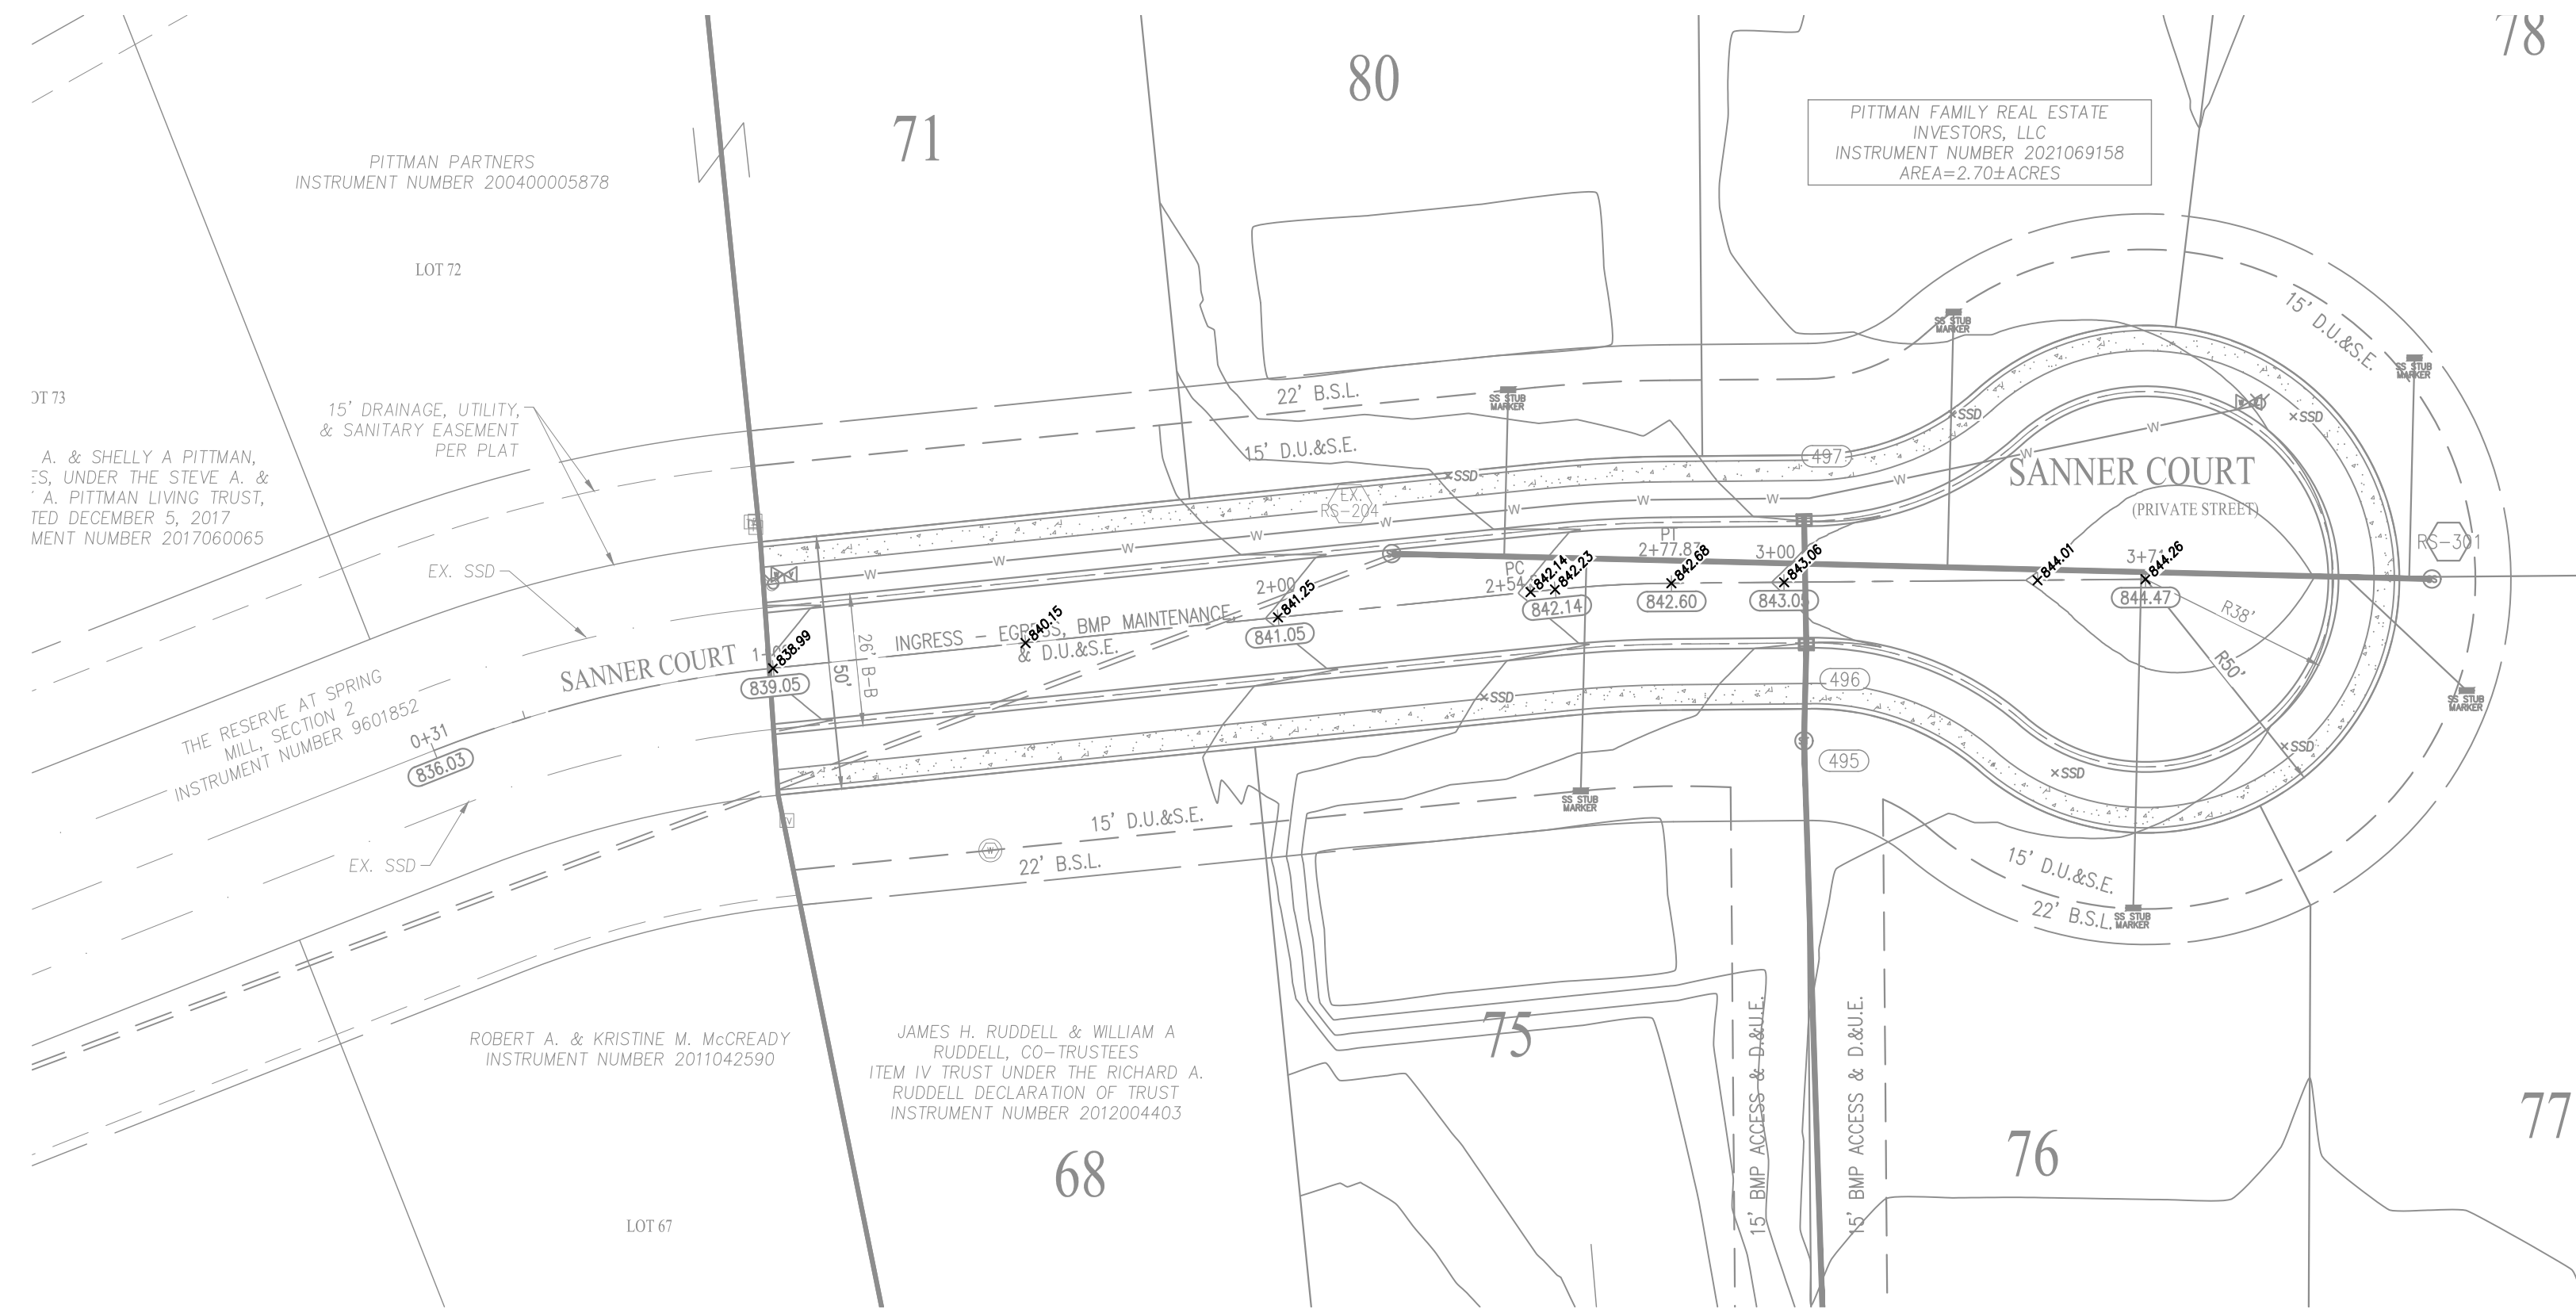 78
80
71
PITTMAN FAMILY REAL ESTATE
INVESTORS, LLC
INSTRUMENT NUMBER 2021069158
AREA=2.70±ACRES
PITTMAN PARTNERS
INSTRUMENT NUMBER 200400005878
LOT 72
15' D.U.&S.E.
SS STUB
MARKER
SS STUB
MARKER
22' B.S.L.
SS STUB
MARKER
OT 73
15' DRAINAGE, UTILITY,
& SANITARY EASEMENT
PER PLAT
×SSD
×SSD
W
15' D.U.&S.E.
497
W
A. & SHELLY A PITTMAN,
ES, UNDER THE STEVE A. &
A. PITTMAN LIVING TRUST,
TED DECEMBER 5, 2017
MENT NUMBER 2017060065
×SSD
SANNER COURT
(PRIVATE STREET)
EX.
RS-204
W
W
W
W
W
W
W
W
W
RS-301
PI
2+77.87
3+00
EX. SSD
PC
2+54
2+00
842.14
842.23
842.68
843.06
844.01
844.26
842.14
842.60
843.05
844.47
R38'
841.25
841.05
INGRESS – EGRESS, BMP MAINTENANCE,
& D.U.&S.E.
840.15
838.99
839.05
SANNER COURT
50'
26' B-B
R50'
496
×SSD
SS STUB
MARKER
THE RESERVE AT SPRING
MILL, SECTION 2
INSTRUMENT NUMBER 9601852
0+31
836.03
495
×SSD
×SSD
SS STUB
MARKER
15' D.U.&S.E.
W
22' B.S.L.
EX. SSD
15' D.U.&S.E.
22' B.S.L.
SS STUB
MARKER
ROBERT A. & KRISTINE M. McCREADY
INSTRUMENT NUMBER 2011042590
JAMES H. RUDDELL & WILLIAM A
RUDDELL, CO-TRUSTEES
ITEM IV TRUST UNDER THE RICHARD A.
RUDDELL DECLARATION OF TRUST
INSTRUMENT NUMBER 2012004403
75
15' BMP ACCESS & D.&U.E.
15' BMP ACCESS & D.&U.E.
76
77
68
LOT 67